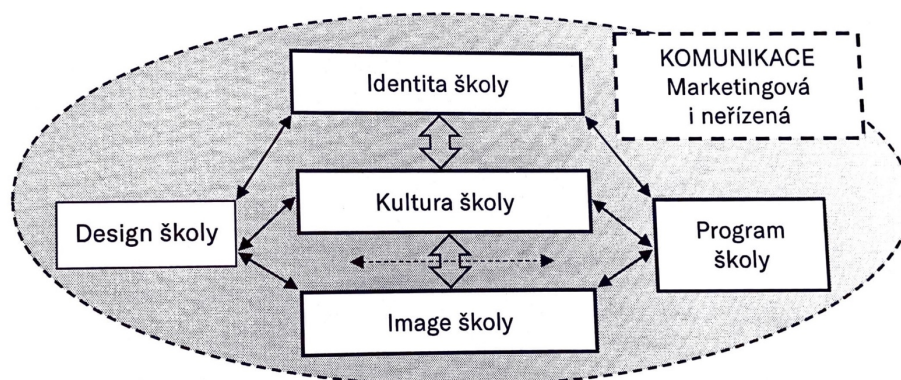 KOMUNIKACE
Marketingová
i neřízená
Identita školy
Kultura školy
Design školy
Program
školy
Image školy